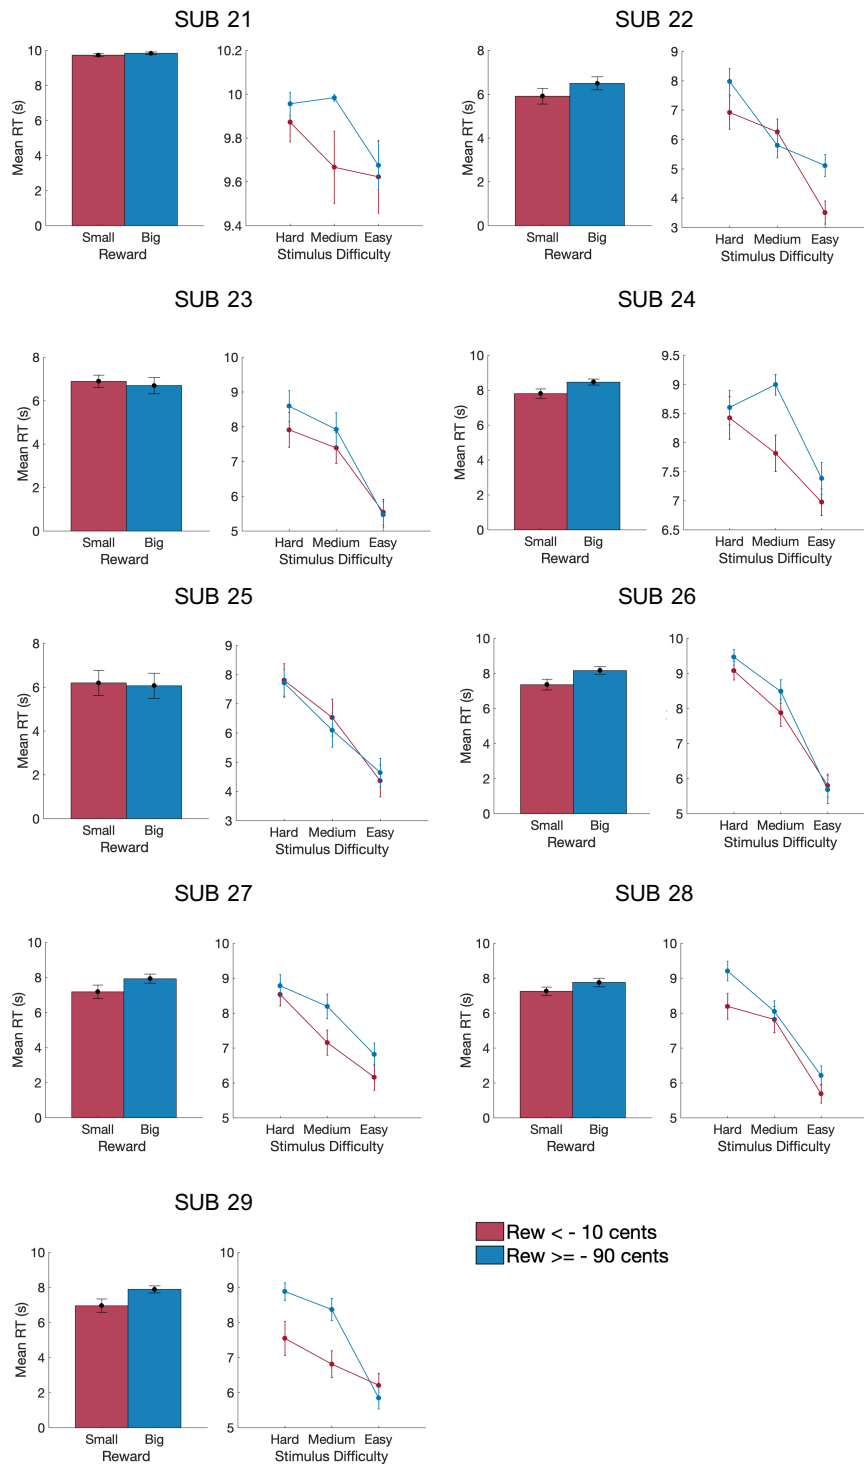 SUB 21
SUB 22
10
8
6
4
2
0
Mean RT (s)
Small Big
Reward
10.2
10
9.8
9.6
9.4
Hard Medium Easy
Stimulus Difficulty
8
6
4
2
0
Mean RT (s)
Small Big
Reward
9
8
7
6
5
4
3
Hard Medium Easy
Stimulus Difficulty
SUB 23
SUB 24
8
6
4
2
0
Mean RT (s)
Small Big
Reward
10
9
8
7
6
5
Hard Medium Easy
Stimulus Difficulty
10
8
6
4
2
0
Mean RT (s)
Small Big
Reward
9.5
9
8.5
8
7.5
7
6.5
Hard Medium Easy
Stimulus Difficulty
SUB 25
SUB 26
8
6
4
2
0
Mean RT (s)
Small Big
Reward
9
8
7
6
5
4
3
Hard Medium Easy
Stimulus Difficulty
10
8
6
4
2
0
Mean RT (s)
Small Big
Reward
10
9
8
7
6
5
Hard Medium Easy
Stimulus Difficulty
SUB 27
SUB 28
10
8
6
4
2
0
Mean RT (s)
Small Big
Reward
10
9
8
7
6
5
Hard Medium Easy
Stimulus Difficulty
10
8
6
4
2
0
Mean RT (s)
Small Big
Reward
10
9
8
7
6
5
Hard Medium Easy
Stimulus Difficulty
SUB 29
10
8
6
4
2
0
Mean RT (s)
Small Big
Reward
10
9
8
7
6
5
Hard Medium Easy
Stimulus Difficulty
Rew < - 10 cents
Rew >= - 90 cents